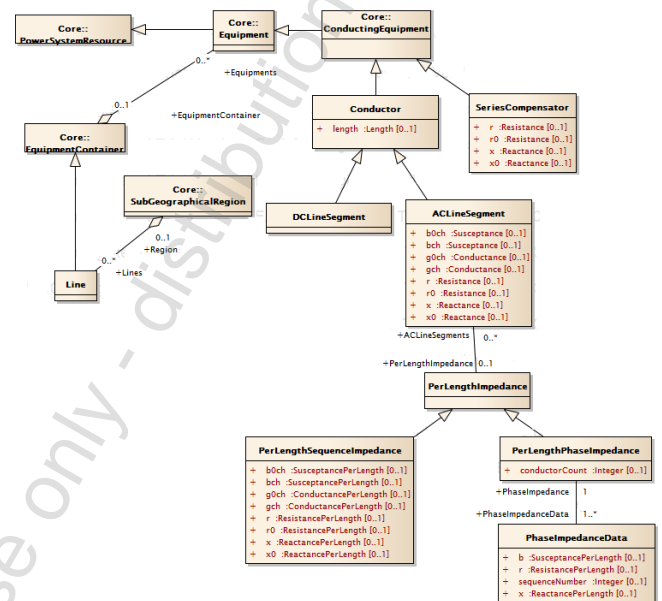 Core::
PowerSystemResource
Core::
Equipment
Core::
ConductingEquipment
0..*
+Equipments
0..1
+EquipmentContainer
Core::
EquipmentContainer
Conductor
+ length :Length [0..1]
SeriesCompensator
+ r :Resistance [0..1]
+ r0 :Resistance [0..1]
+ x :Reactance [0..1]
+ x0 :Reactance [0..1]
Core::
SubGeographicalRegion
0..1
+Region
0..*
+Lines
Line
DCLineSegment
ACLineSegment
+ b0ch :Susceptance [0..1]
+ bch :Susceptance [0..1]
+ g0ch :Conductance [0..1]
+ gch :Conductance [0..1]
+ r :Resistance [0..1]
+ r0 :Resistance [0..1]
+ x :Reactance [0..1]
+ x0 :Reactance [0..1]
+ACLineSegments 0..*
+PerLengthImpedance 0..1
PerLengthImpedance
PerLengthSequenceImpedance
+ b0ch :SusceptancePerLength [0..1]
+ bch :SusceptancePerLength [0..1]
+ g0ch :ConductancePerLength [0..1]
+ gch :ConductancePerLength [0..1]
+ r :ResistancePerLength [0..1]
+ r0 :ResistancePerLength [0..1]
+ x :ReactancePerLength [0..1]
+ x0 :ReactancePerLength [0..1]
PerLengthPhaseImpedance
+ conductorCount :Integer [0..1]
+PhaseImpedance 1
+PhaseImpedanceData 1..*
PhaseImpedanceData
+ b :SusceptancePerLength [0..1]
+ r :ResistancePerLength [0..1]
+ sequenceNumber :Integer [0..1]
+ x :ReactancePerLength [0..1]
se only - distribution